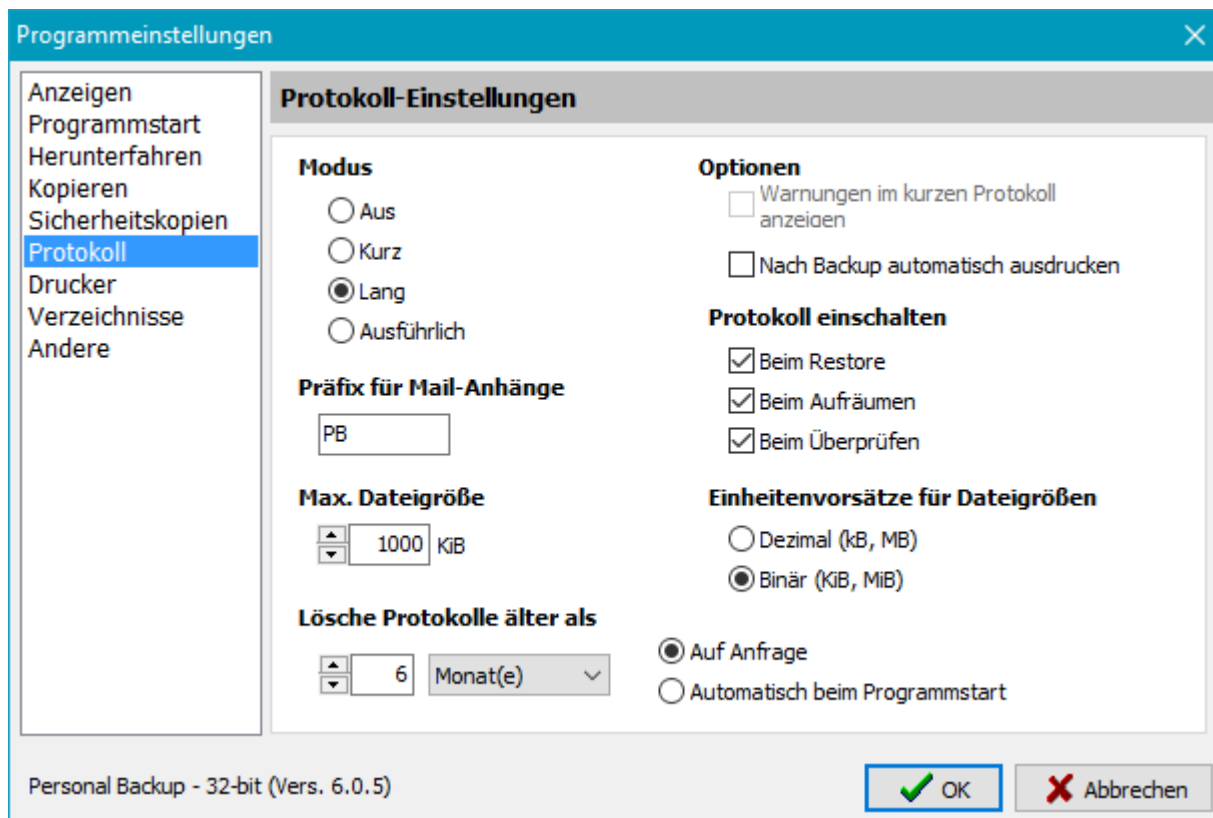 Programmeinstellungen
Anzeigen
Programmstart
Herunterfahren
Kopieren
Sicherheitskopien
Protokoll
Drucker
Verzeichnisse
Andere
Protokoll-Einstellungen
Modus
Aus
Kurz
Lang
Ausführlich
Präfix für Mail-Anhänge
PB
Max. Dateigröße
1000 KiB
Lösche Protokolle älter als
6 Monat(e)
Optionen
Warnungen im kurzen Protokoll
anzeigen
Nach Backup automatisch ausdrucken
Protokoll einschalten
Beim Restore
Beim Aufräumen
Beim Überprüfen
Einheitenvorsätze für Dateigrößen
Dezimal (kB, MB)
Binär (KiB, MiB)
Auf Anfrage
Automatisch beim Programmstart
Personal Backup - 32-bit (Vers. 6.0.5)
OK
Abbrechen